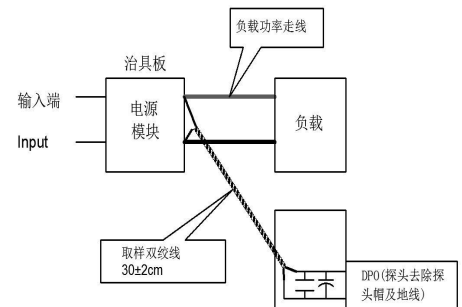 负载功率走线
治具板
输入端
Input
电源
模块
负载
取样双绞线
30±2cm
DPO(探头去除探
头帽及地线)